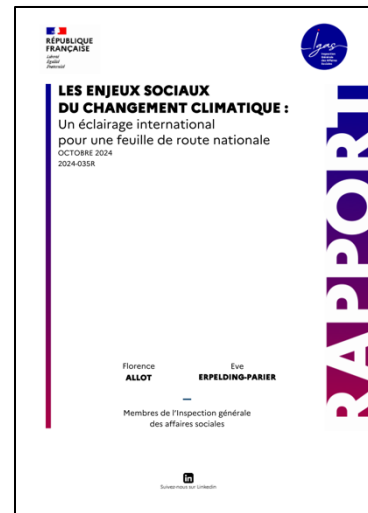 RÉPUBLIQUE
FRANÇAISE
Liberté
Égalité
Fraternité
Igas
LES ENJEUX SOCIAUX
DU CHANGEMENT CLIMATIQUE :
Un éclairage international
pour une feuille de route nationale
OCTOBRE 2024
2024-035R
RAPPORT
Florence
ALLOT
Eve
ERPELDING-PARIER
Membres de l'Inspection générale
des affaires sociales
in
Suivez-nous sur LinkedIn